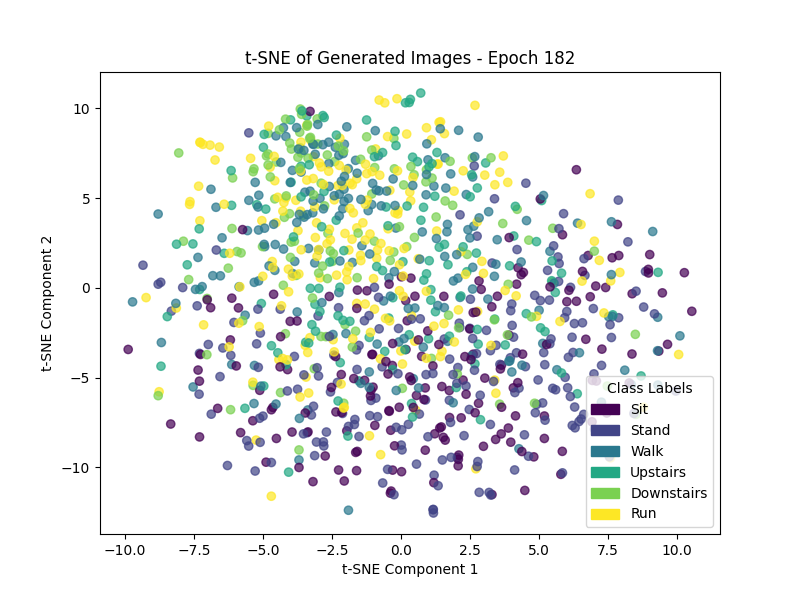 t-SNE of Generated Images - Epoch 182
t-SNE Component 2
10
5
0
−5
−10
Class Labels
Sit
Stand
Walk
Upstairs
Downstairs
Run
−10.0 −7.5 −5.0 −2.5 0.0 2.5 5.0 7.5 10.0
t-SNE Component 1